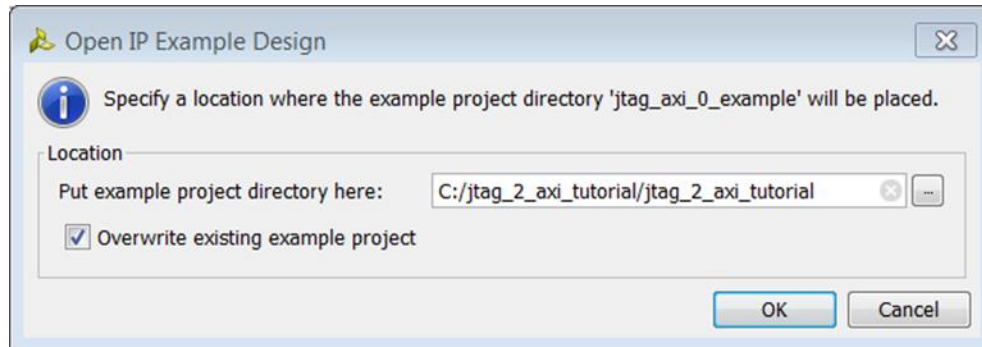 Open IP Example Design
Specify a location where the example project directory 'jtag_axi_0_example' will be placed.
Location
Put example project directory here: C:/jtag_2_axi_tutorial/jtag_2_axi_tutorial ...
Overwrite existing example project
OK Cancel